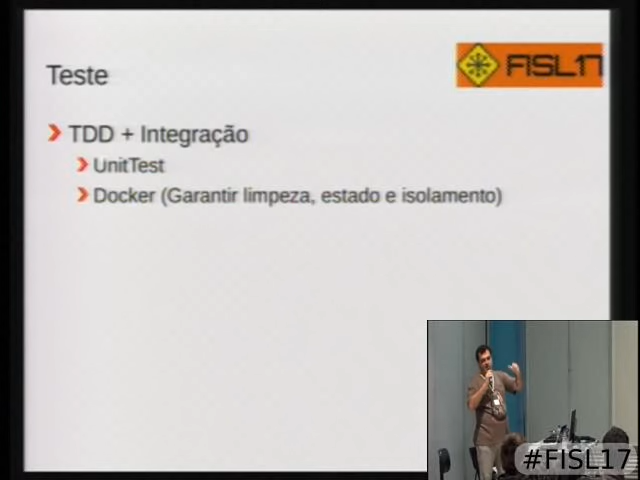 Teste
FISL17
TDD + Integração
UnitTest
Docker (Garantir limpeza, estado e isolamento)
#FISL17